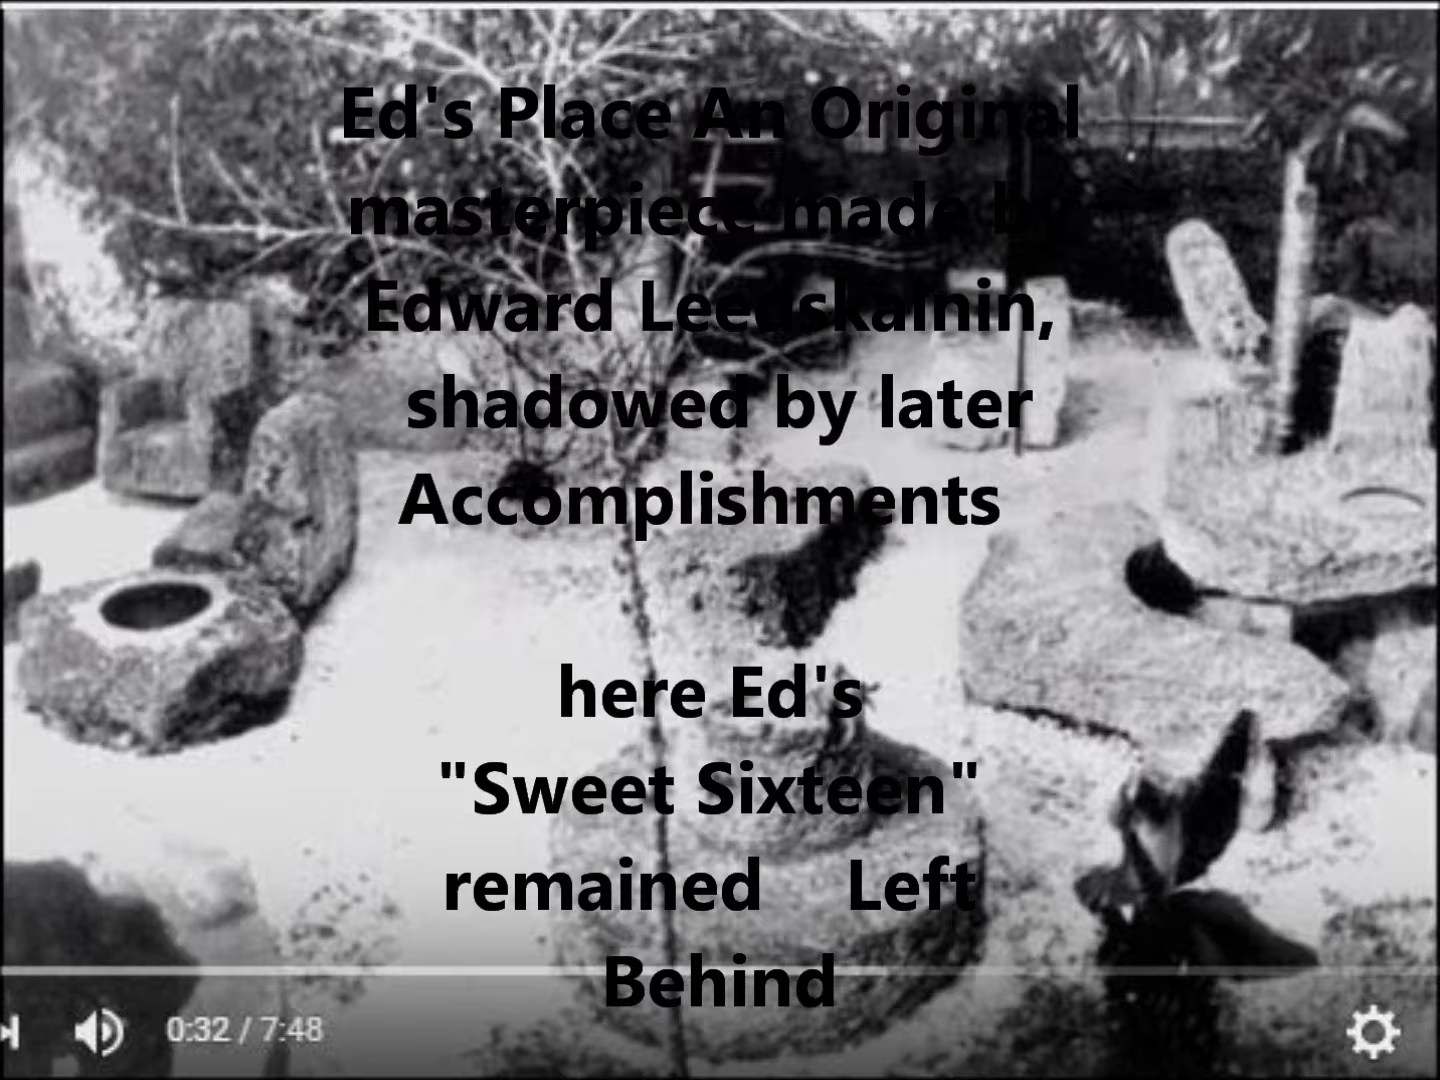 Ed's Place An Original
masterpiece made by
Edward Leedskalnin,
shadowed by later
Accomplishments
here Ed's
"Sweet Sixteen"
remained Left
Behind
0:32 / 7:48